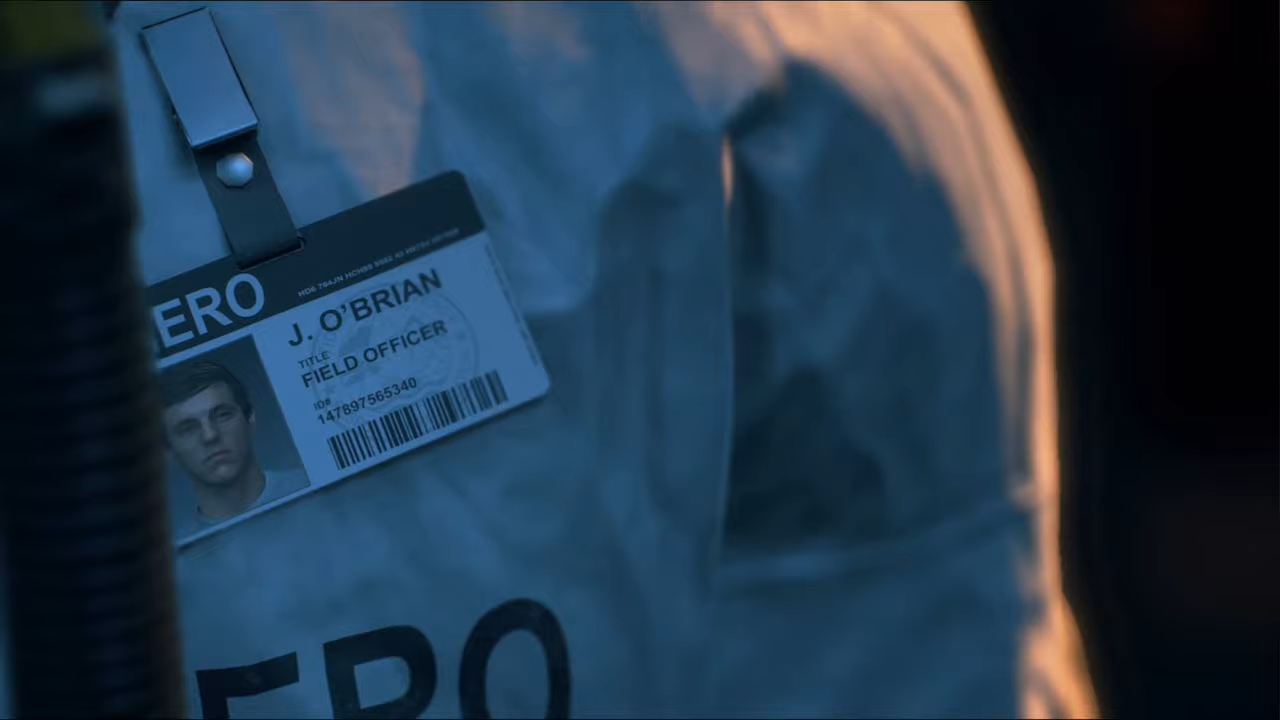 ERO
J. O'BRIAN
TITLE
FIELD OFFICER
ID#
147897565340
ERO